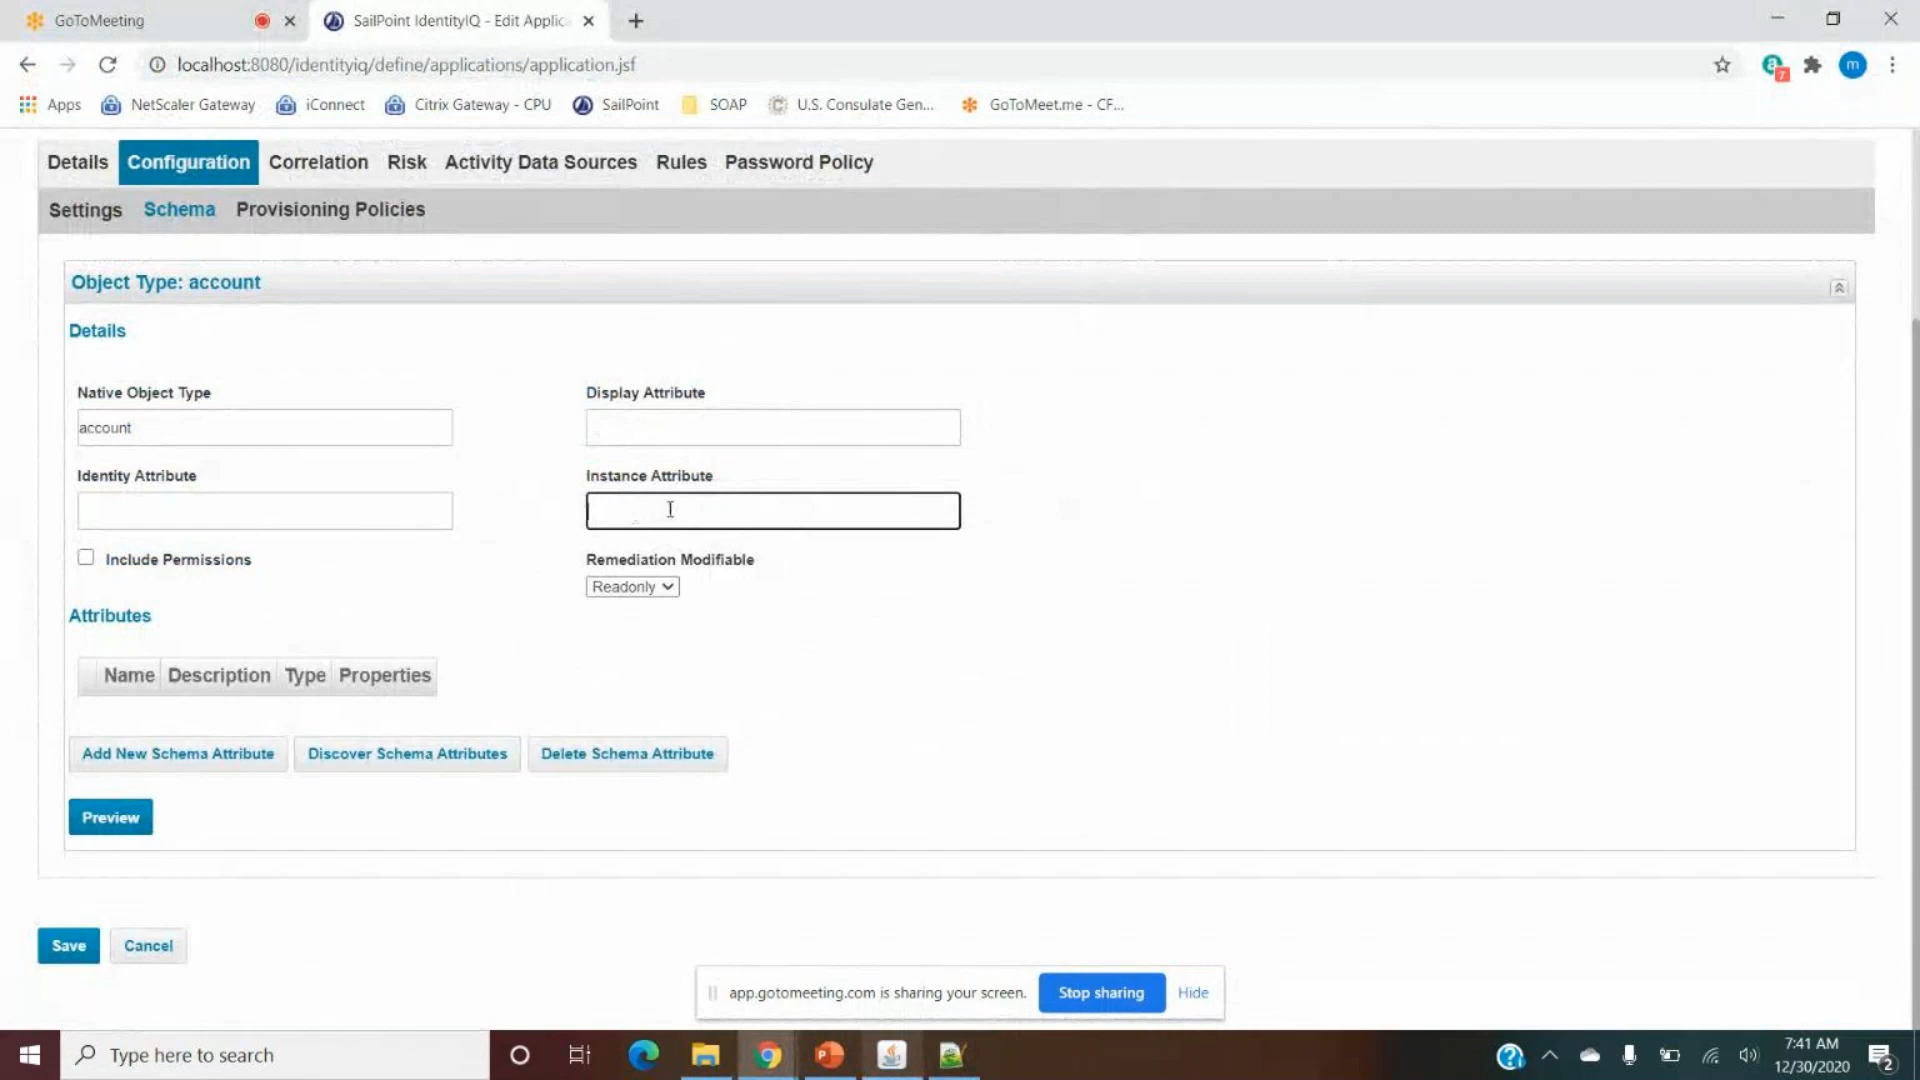 GoToMeeting
SailPoint IdentityIQ - Edit Applic
localhost:8080/identityiq/define/applications/application.jsf
7
m
Apps NetScaler Gateway iConnect Citrix Gateway - CPU SailPoint SOAP U.S. Consulate Gen... GoToMeet.me - CF...
Details Configuration Correlation Risk Activity Data Sources Rules Password Policy
Settings Schema Provisioning Policies
Object Type: account
Details
Native Object Type Display Attribute
account
Identity Attribute Instance Attribute
Include Permissions Remediation Modifiable
Readonly
Attributes
Name Description Type Properties
Add New Schema Attribute Discover Schema Attributes Delete Schema Attribute
Preview
Save Cancel
app.gotomeeting.com is sharing your screen. Stop sharing Hide
Type here to search
7:41 AM
12/30/2020
2